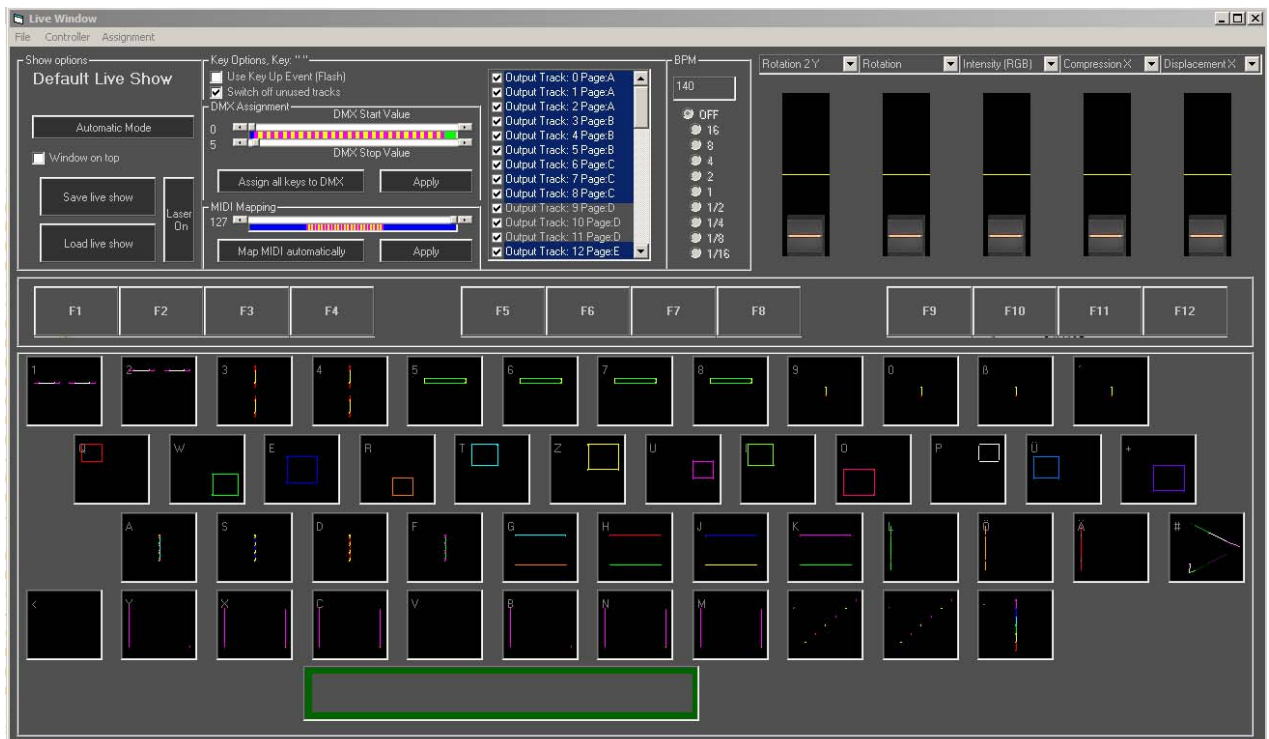 Live Window
File Controller Assignment
Show options
Default Live Show
Automatic Mode
Window on top
Save live show
Load live show
Laser On
Key Options, Key: " "
Use Key Up Event (Flash)
Switch off unused tracks
DMX Assignment
DMX Start Value
0
5
DMX Stop Value
Assign all keys to DMX Apply
MIDI Mapping
127
Map MIDI automatically Apply
Output Track: 0 Page:A
Output Track: 1 Page:A
Output Track: 2 Page:A
Output Track: 3 Page:B
Output Track: 4 Page:B
Output Track: 5 Page:B
Output Track: 6 Page:C
Output Track: 7 Page:C
Output Track: 8 Page:C
Output Track: 9 Page:D
Output Track: 10 Page:D
Output Track: 11 Page:D
Output Track: 12 Page:E
BPM
140
OFF
16
8
4
2
1
1/2
1/4
1/8
1/16
Rotation 2 Y Rotation Intensity (RGB) Compression X Displacement X
F1 F2 F3 F4 F5 F6 F7 F8 F9 F10 F11 F12
1 2 3 4 5 6 7 8 9 0 ß ´
Q W E R T Z U I O P Ü +
A S D F G H J K L Ö Ä #
< Y X C V B N M , . -